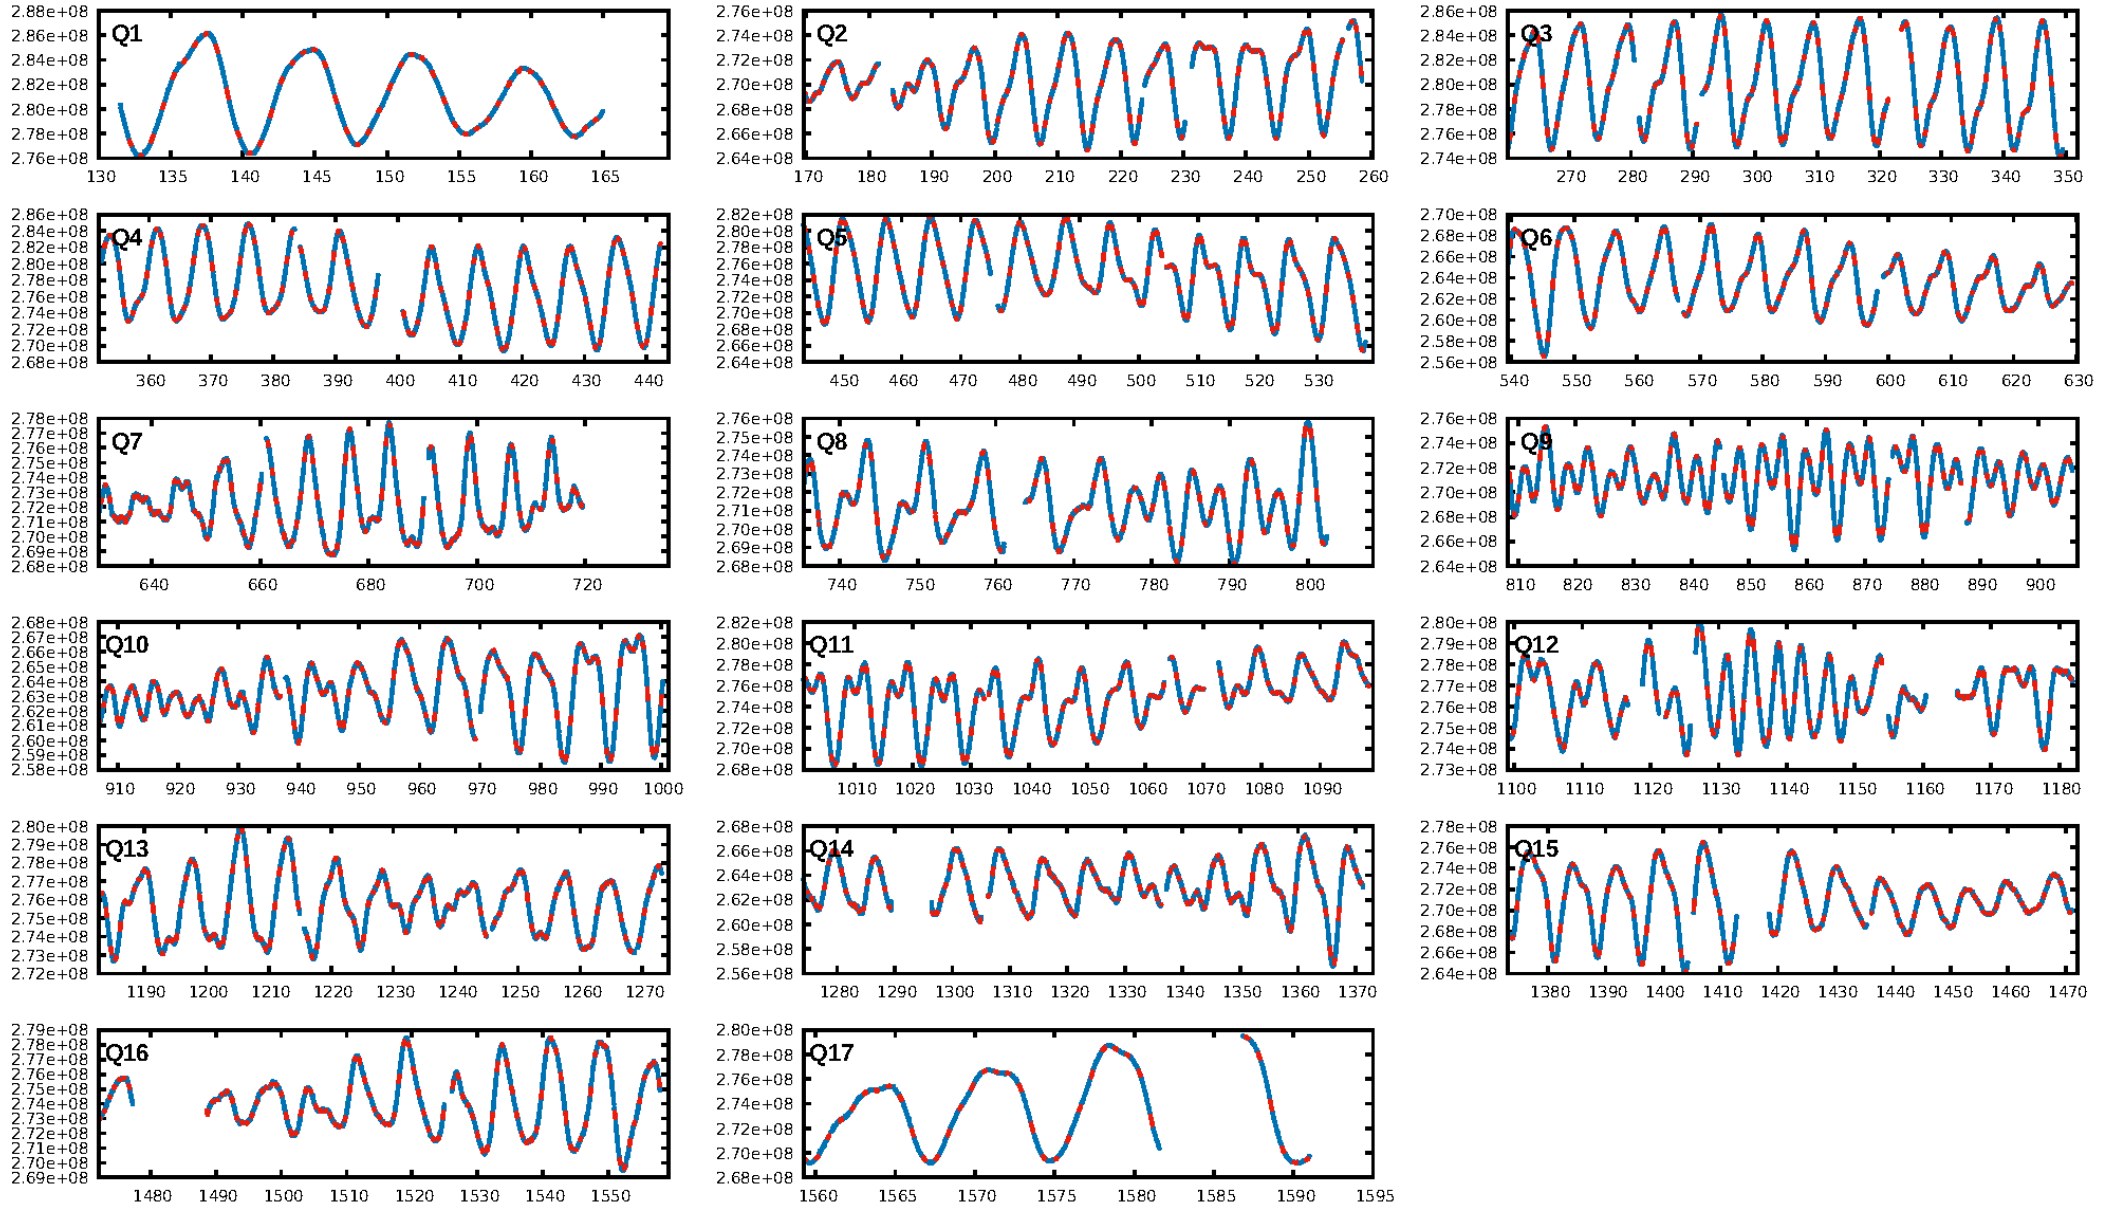 Q1
2.88e+08
2.86e+08
2.84e+08
2.82e+08
2.80e+08
2.78e+08
2.76e+08
130 135 140 145 150 155 160 165
Q2
2.76e+08
2.74e+08
2.72e+08
2.70e+08
2.68e+08
2.66e+08
2.64e+08
170 180 190 200 210 220 230 240 250 260
Q3
2.86e+08
2.84e+08
2.82e+08
2.80e+08
2.78e+08
2.76e+08
2.74e+08
270 280 290 300 310 320 330 340 350
Q4
2.86e+08
2.84e+08
2.82e+08
2.80e+08
2.78e+08
2.76e+08
2.74e+08
2.72e+08
2.70e+08
2.68e+08
360 370 380 390 400 410 420 430 440
Q5
2.82e+08
2.80e+08
2.78e+08
2.76e+08
2.74e+08
2.72e+08
2.70e+08
2.68e+08
2.66e+08
2.64e+08
450 460 470 480 490 500 510 520 530
Q6
2.70e+08
2.68e+08
2.66e+08
2.64e+08
2.62e+08
2.60e+08
2.58e+08
2.56e+08
540 550 560 570 580 590 600 610 620 630
Q7
2.78e+08
2.77e+08
2.76e+08
2.75e+08
2.74e+08
2.73e+08
2.72e+08
2.71e+08
2.70e+08
2.69e+08
2.68e+08
640 660 680 700 720
Q8
2.76e+08
2.75e+08
2.74e+08
2.73e+08
2.72e+08
2.71e+08
2.70e+08
2.69e+08
2.68e+08
740 750 760 770 780 790 800
Q9
2.76e+08
2.74e+08
2.72e+08
2.70e+08
2.68e+08
2.66e+08
2.64e+08
810 820 830 840 850 860 870 880 890 900
Q10
2.68e+08
2.67e+08
2.66e+08
2.65e+08
2.64e+08
2.63e+08
2.62e+08
2.61e+08
2.60e+08
2.59e+08
2.58e+08
910 920 930 940 950 960 970 980 990 1000
Q11
2.82e+08
2.80e+08
2.78e+08
2.76e+08
2.74e+08
2.72e+08
2.70e+08
2.68e+08
1010 1020 1030 1040 1050 1060 1070 1080 1090
Q12
2.80e+08
2.79e+08
2.78e+08
2.77e+08
2.76e+08
2.75e+08
2.74e+08
2.73e+08
1100 1110 1120 1130 1140 1150 1160 1170 1180
Q13
2.80e+08
2.79e+08
2.78e+08
2.77e+08
2.76e+08
2.75e+08
2.74e+08
2.73e+08
2.72e+08
1190 1200 1210 1220 1230 1240 1250 1260 1270
Q14
2.68e+08
2.66e+08
2.64e+08
2.62e+08
2.60e+08
2.58e+08
2.56e+08
1280 1290 1300 1310 1320 1330 1340 1350 1360 1370
Q15
2.78e+08
2.76e+08
2.74e+08
2.72e+08
2.70e+08
2.68e+08
2.66e+08
2.64e+08
1380 1390 1400 1410 1420 1430 1440 1450 1460 1470
Q16
2.79e+08
2.78e+08
2.77e+08
2.76e+08
2.75e+08
2.74e+08
2.73e+08
2.72e+08
2.71e+08
2.70e+08
2.69e+08
1480 1490 1500 1510 1520 1530 1540 1550
Q17
2.80e+08
2.78e+08
2.76e+08
2.74e+08
2.72e+08
2.70e+08
2.68e+08
1560 1565 1570 1575 1580 1585 1590 1595